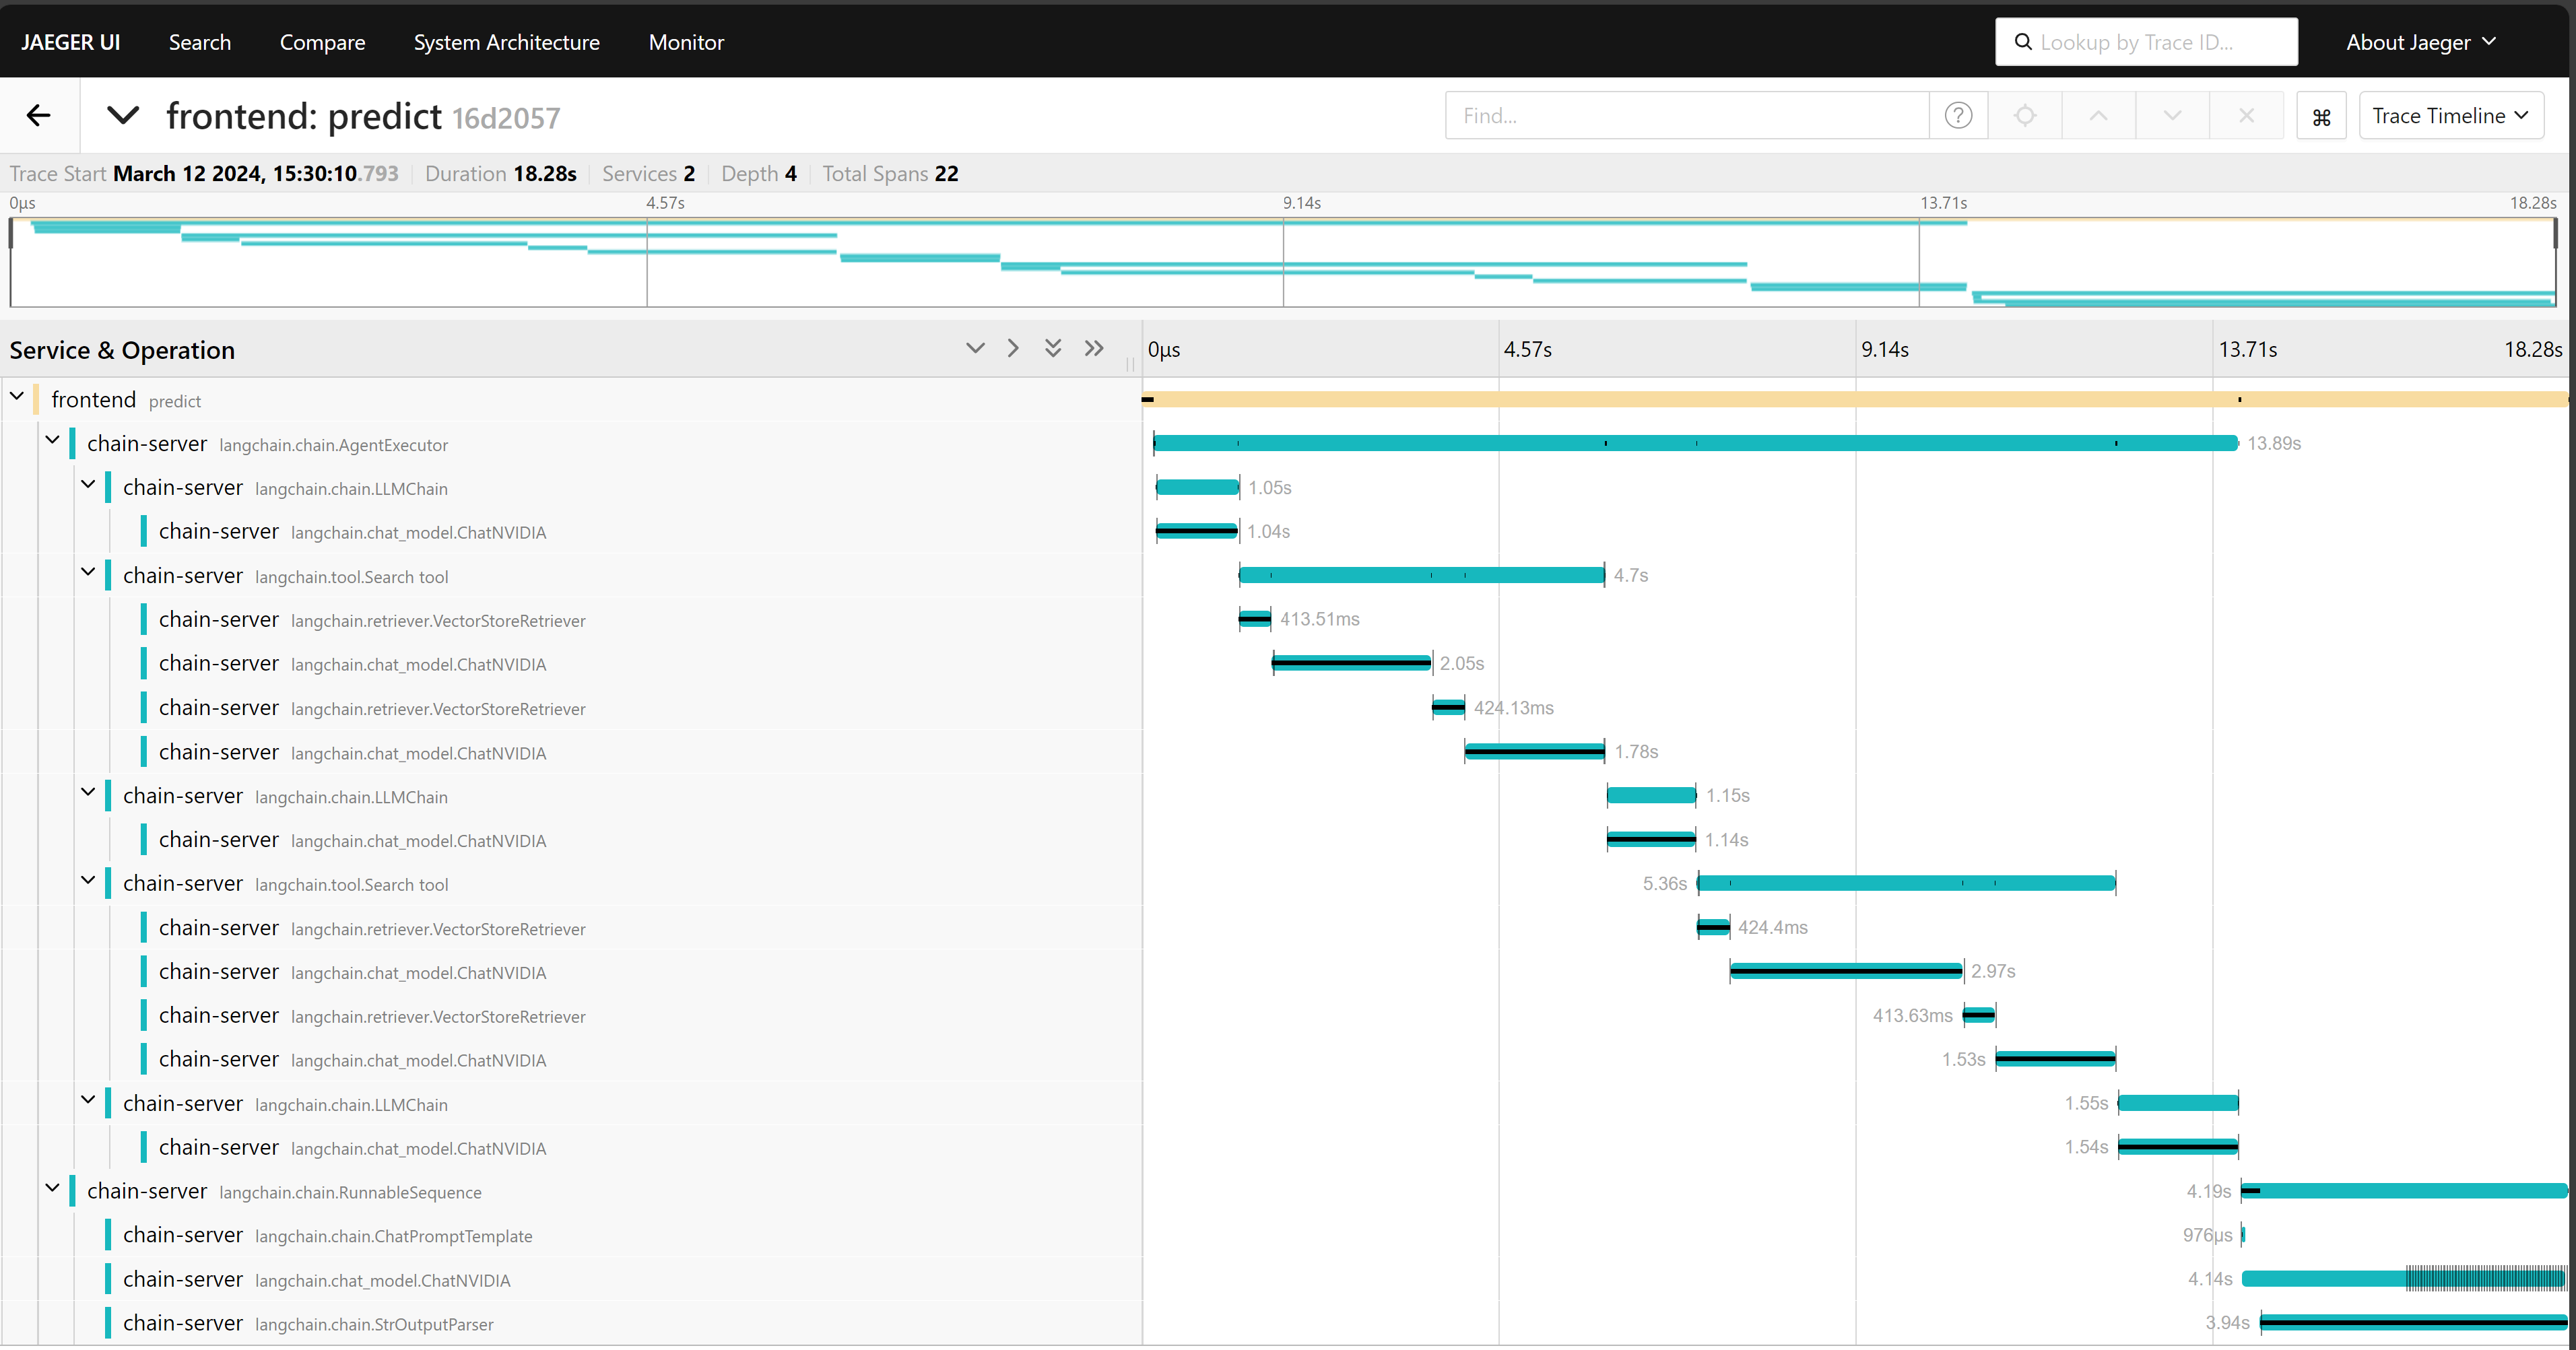 JAEGER UI Search Compare System Architecture Monitor Lookup by Trace ID... About Jaeger
frontend: predict 16d2057 Find... Trace Timeline
Trace Start March 12 2024, 15:30:10.793 Duration 18.28s Services 2 Depth 4 Total Spans 22
0μs 4.57s 9.14s 13.71s 18.28s
Service & Operation 0μs 4.57s 9.14s 13.71s 18.28s
frontend predict
chain-server langchain.chain.AgentExecutor 13.89s
chain-server langchain.chain.LLMChain 1.05s
chain-server langchain.chat_model.ChatNVIDIA 1.04s
chain-server langchain.tool.Search tool 4.7s
chain-server langchain.retriever.VectorStoreRetriever 413.51ms
chain-server langchain.chat_model.ChatNVIDIA 2.05s
chain-server langchain.retriever.VectorStoreRetriever 424.13ms
chain-server langchain.chat_model.ChatNVIDIA 1.78s
chain-server langchain.chain.LLMChain 1.15s
chain-server langchain.chat_model.ChatNVIDIA 1.14s
chain-server langchain.tool.Search tool 5.36s
chain-server langchain.retriever.VectorStoreRetriever 424.4ms
chain-server langchain.chat_model.ChatNVIDIA 2.97s
chain-server langchain.retriever.VectorStoreRetriever 413.63ms
chain-server langchain.chat_model.ChatNVIDIA 1.53s
chain-server langchain.chain.LLMChain 1.55s
chain-server langchain.chat_model.ChatNVIDIA 1.54s
chain-server langchain.chain.RunnableSequence 4.19s
chain-server langchain.chain.ChatPromptTemplate 976μs
chain-server langchain.chat_model.ChatNVIDIA 4.14s
chain-server langchain.chain.StrOutputParser 3.94s